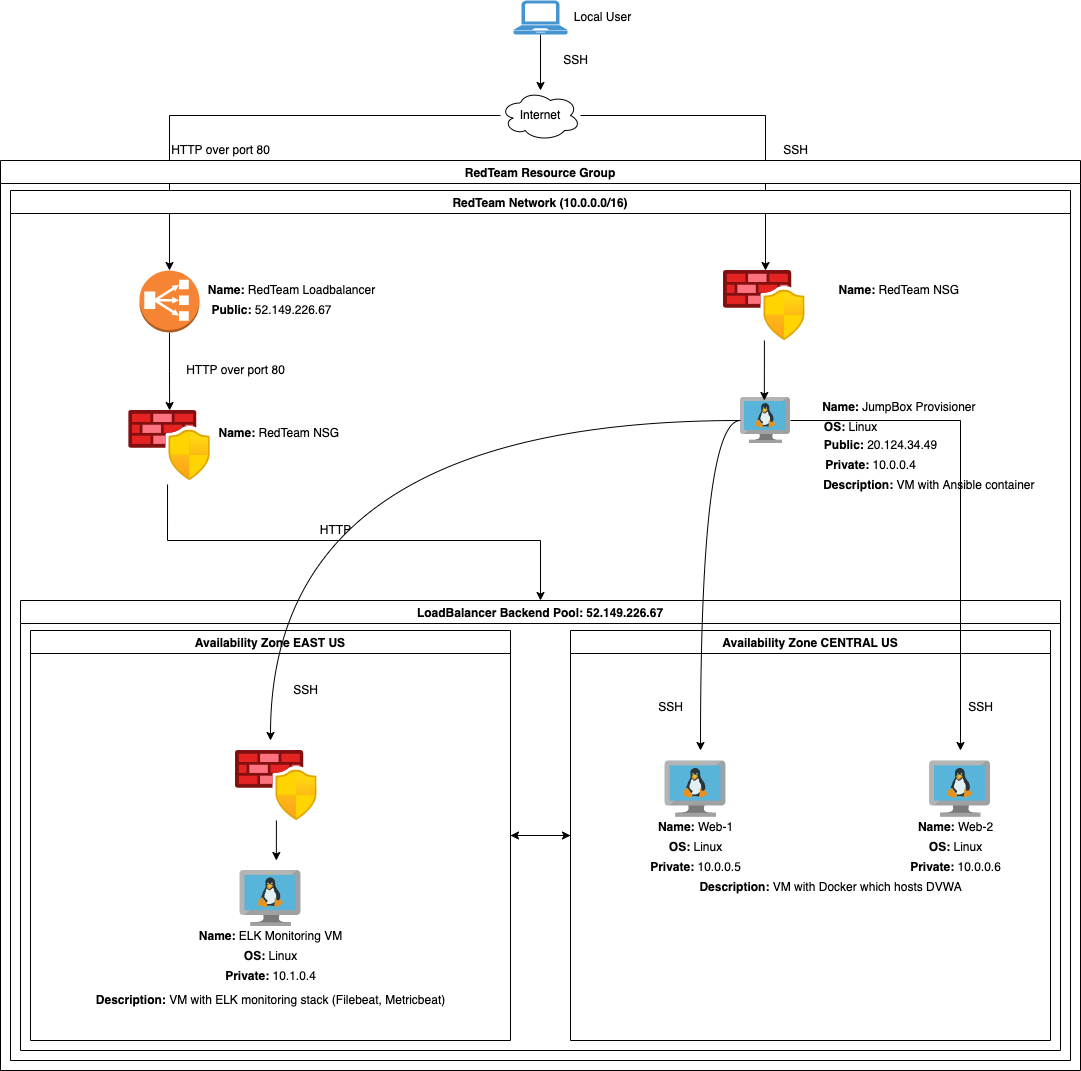 Local User
SSH
Internet
HTTP over port 80
SSH
RedTeam Resource Group
RedTeam Network (10.0.0.0/16)
Name: RedTeam Loadbalancer
Public: 52.149.226.67
Name: RedTeam NSG
HTTP over port 80
Name: RedTeam NSG
Name: JumpBox Provisioner
OS: Linux
Public: 20.124.34.49
Private: 10.0.0.4
Description: VM with Ansible container
HTTP
LoadBalancer Backend Pool: 52.149.226.67
Availability Zone EAST US
SSH
Name: ELK Monitoring VM
OS: Linux
Private: 10.1.0.4
Description: VM with ELK monitoring stack (Filebeat, Metricbeat)
Availability Zone CENTRAL US
SSH
SSH
Name: Web-1
OS: Linux
Private: 10.0.0.5
Name: Web-2
OS: Linux
Private: 10.0.0.6
Description: VM with Docker which hosts DVWA